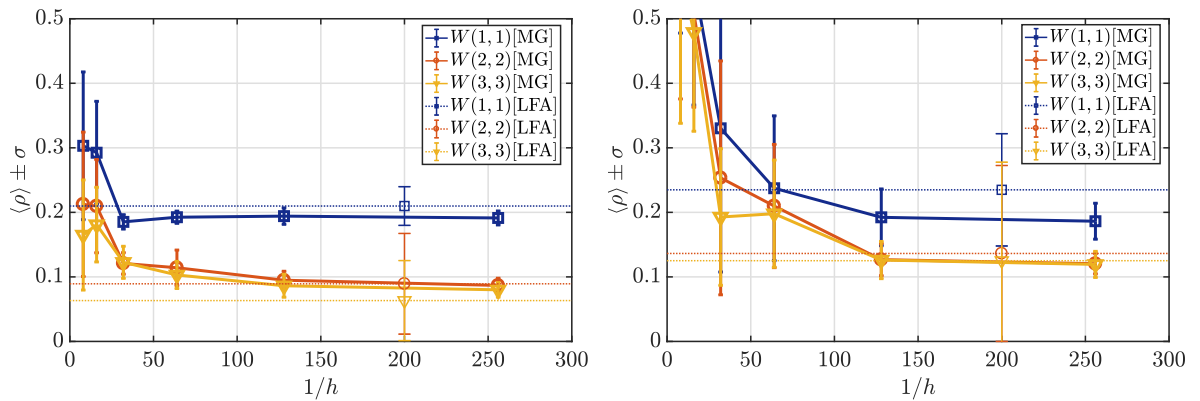 0.5
0.4
0.3
0.2
0.1
0
⟨ρ⟩ ± σ
0 50 100 150 200 250 300
1/h
W(1, 1)[MG]
W(2, 2)[MG]
W(3, 3)[MG]
W(1, 1)[LFA]
W(2, 2)[LFA]
W(3, 3)[LFA]
0.5
0.4
0.3
0.2
0.1
0
⟨ρ⟩ ± σ
0 50 100 150 200 250 300
1/h
W(1, 1)[MG]
W(2, 2)[MG]
W(3, 3)[MG]
W(1, 1)[LFA]
W(2, 2)[LFA]
W(3, 3)[LFA]